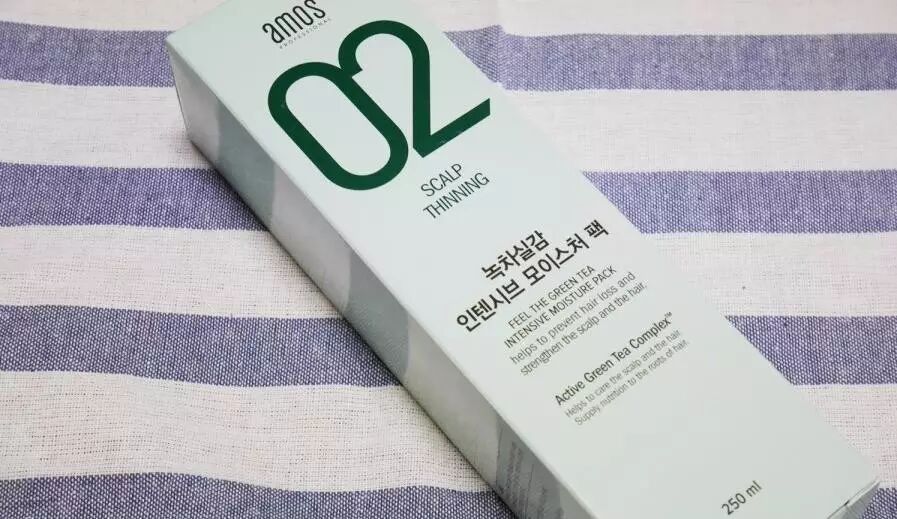 amos
PROFESSIONAL
02
SCALP
THINNING
녹차실감
인텐시브 모이스처 팩
FEEL THE GREEN TEA
INTENSIVE MOISTURE PACK
helps to prevent hair loss and
strengthen the scalp and the hair.
Active Green Tea Complex™
Helps to care the scalp and the hair.
Supply nutrition to the roots of hair.
250 ml